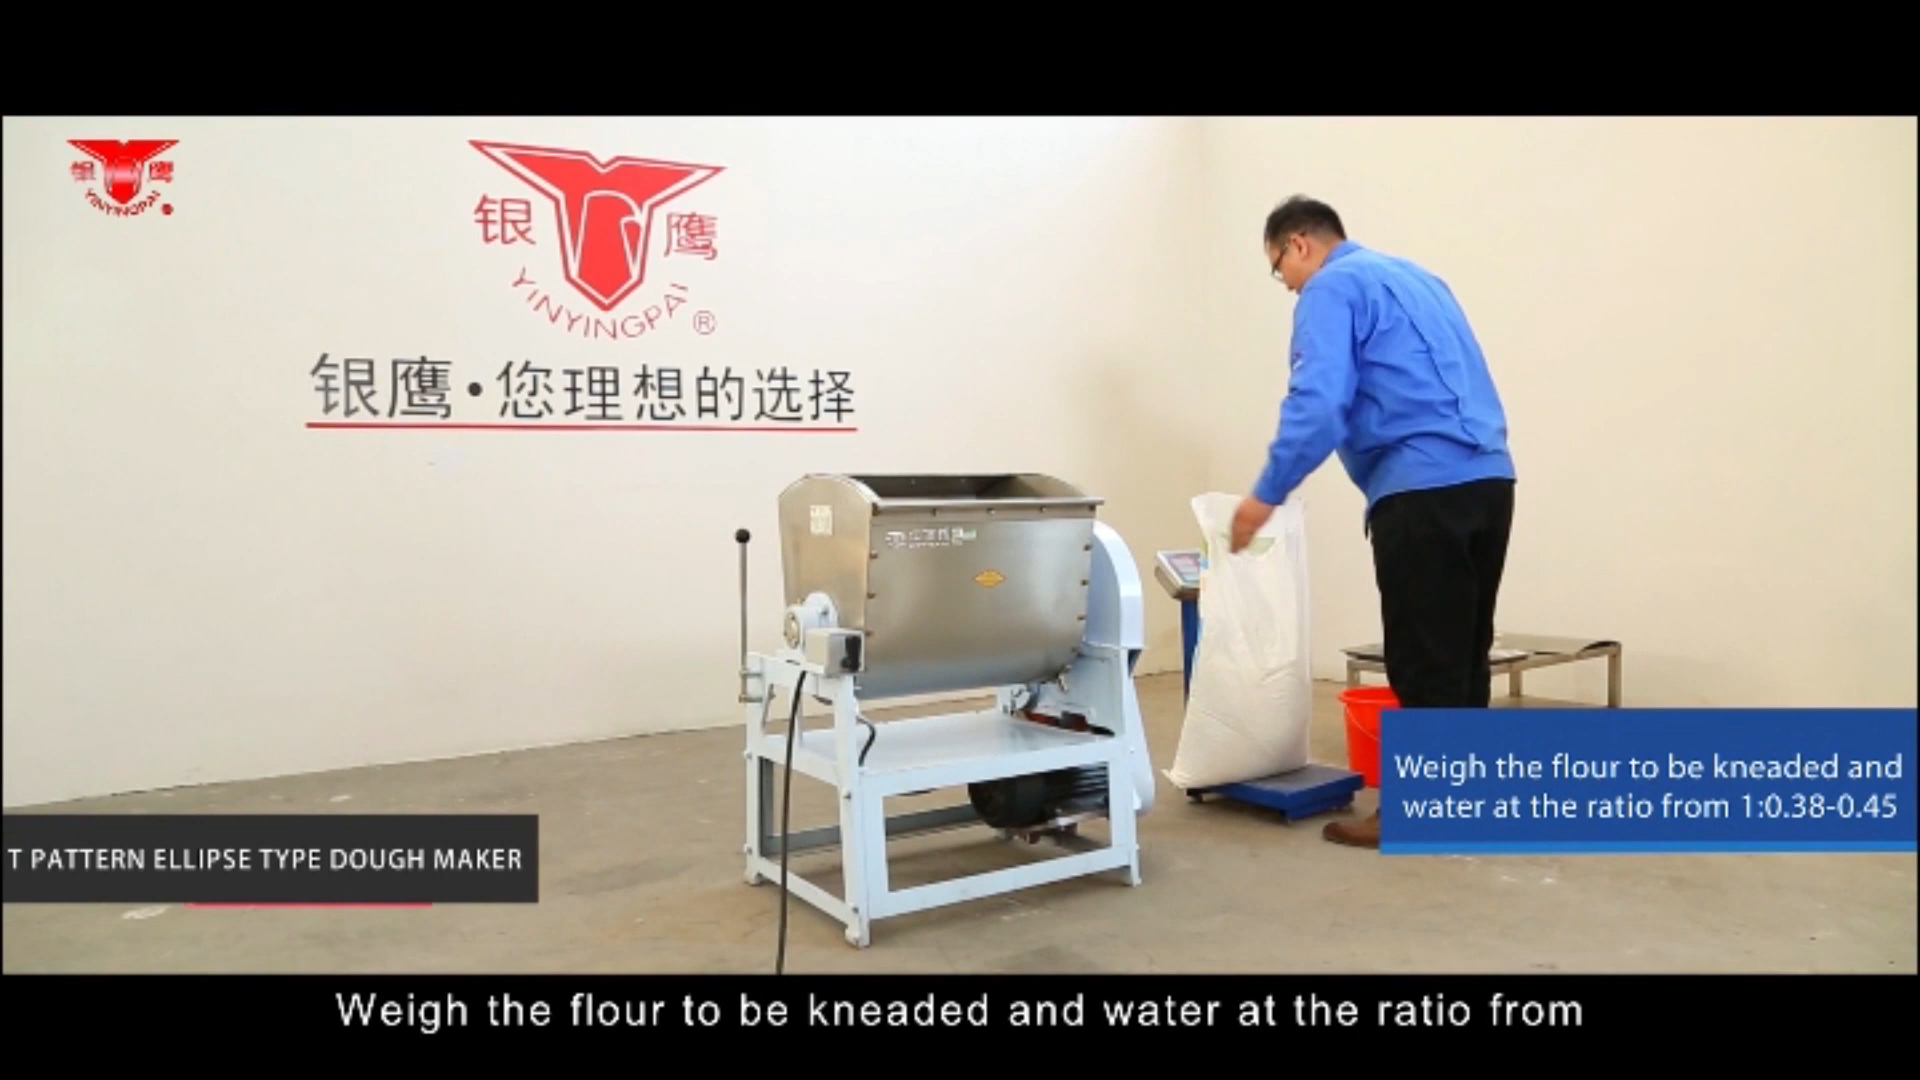 银 鹰
YINYINGPAI
银 鹰
YINYINGPAI ®
银鹰·您理想的选择
Weigh the flour to be kneaded and
water at the ratio from 1:0.38-0.45
T PATTERN ELLIPSE TYPE DOUGH MAKER
Weigh the flour to be kneaded and water at the ratio from